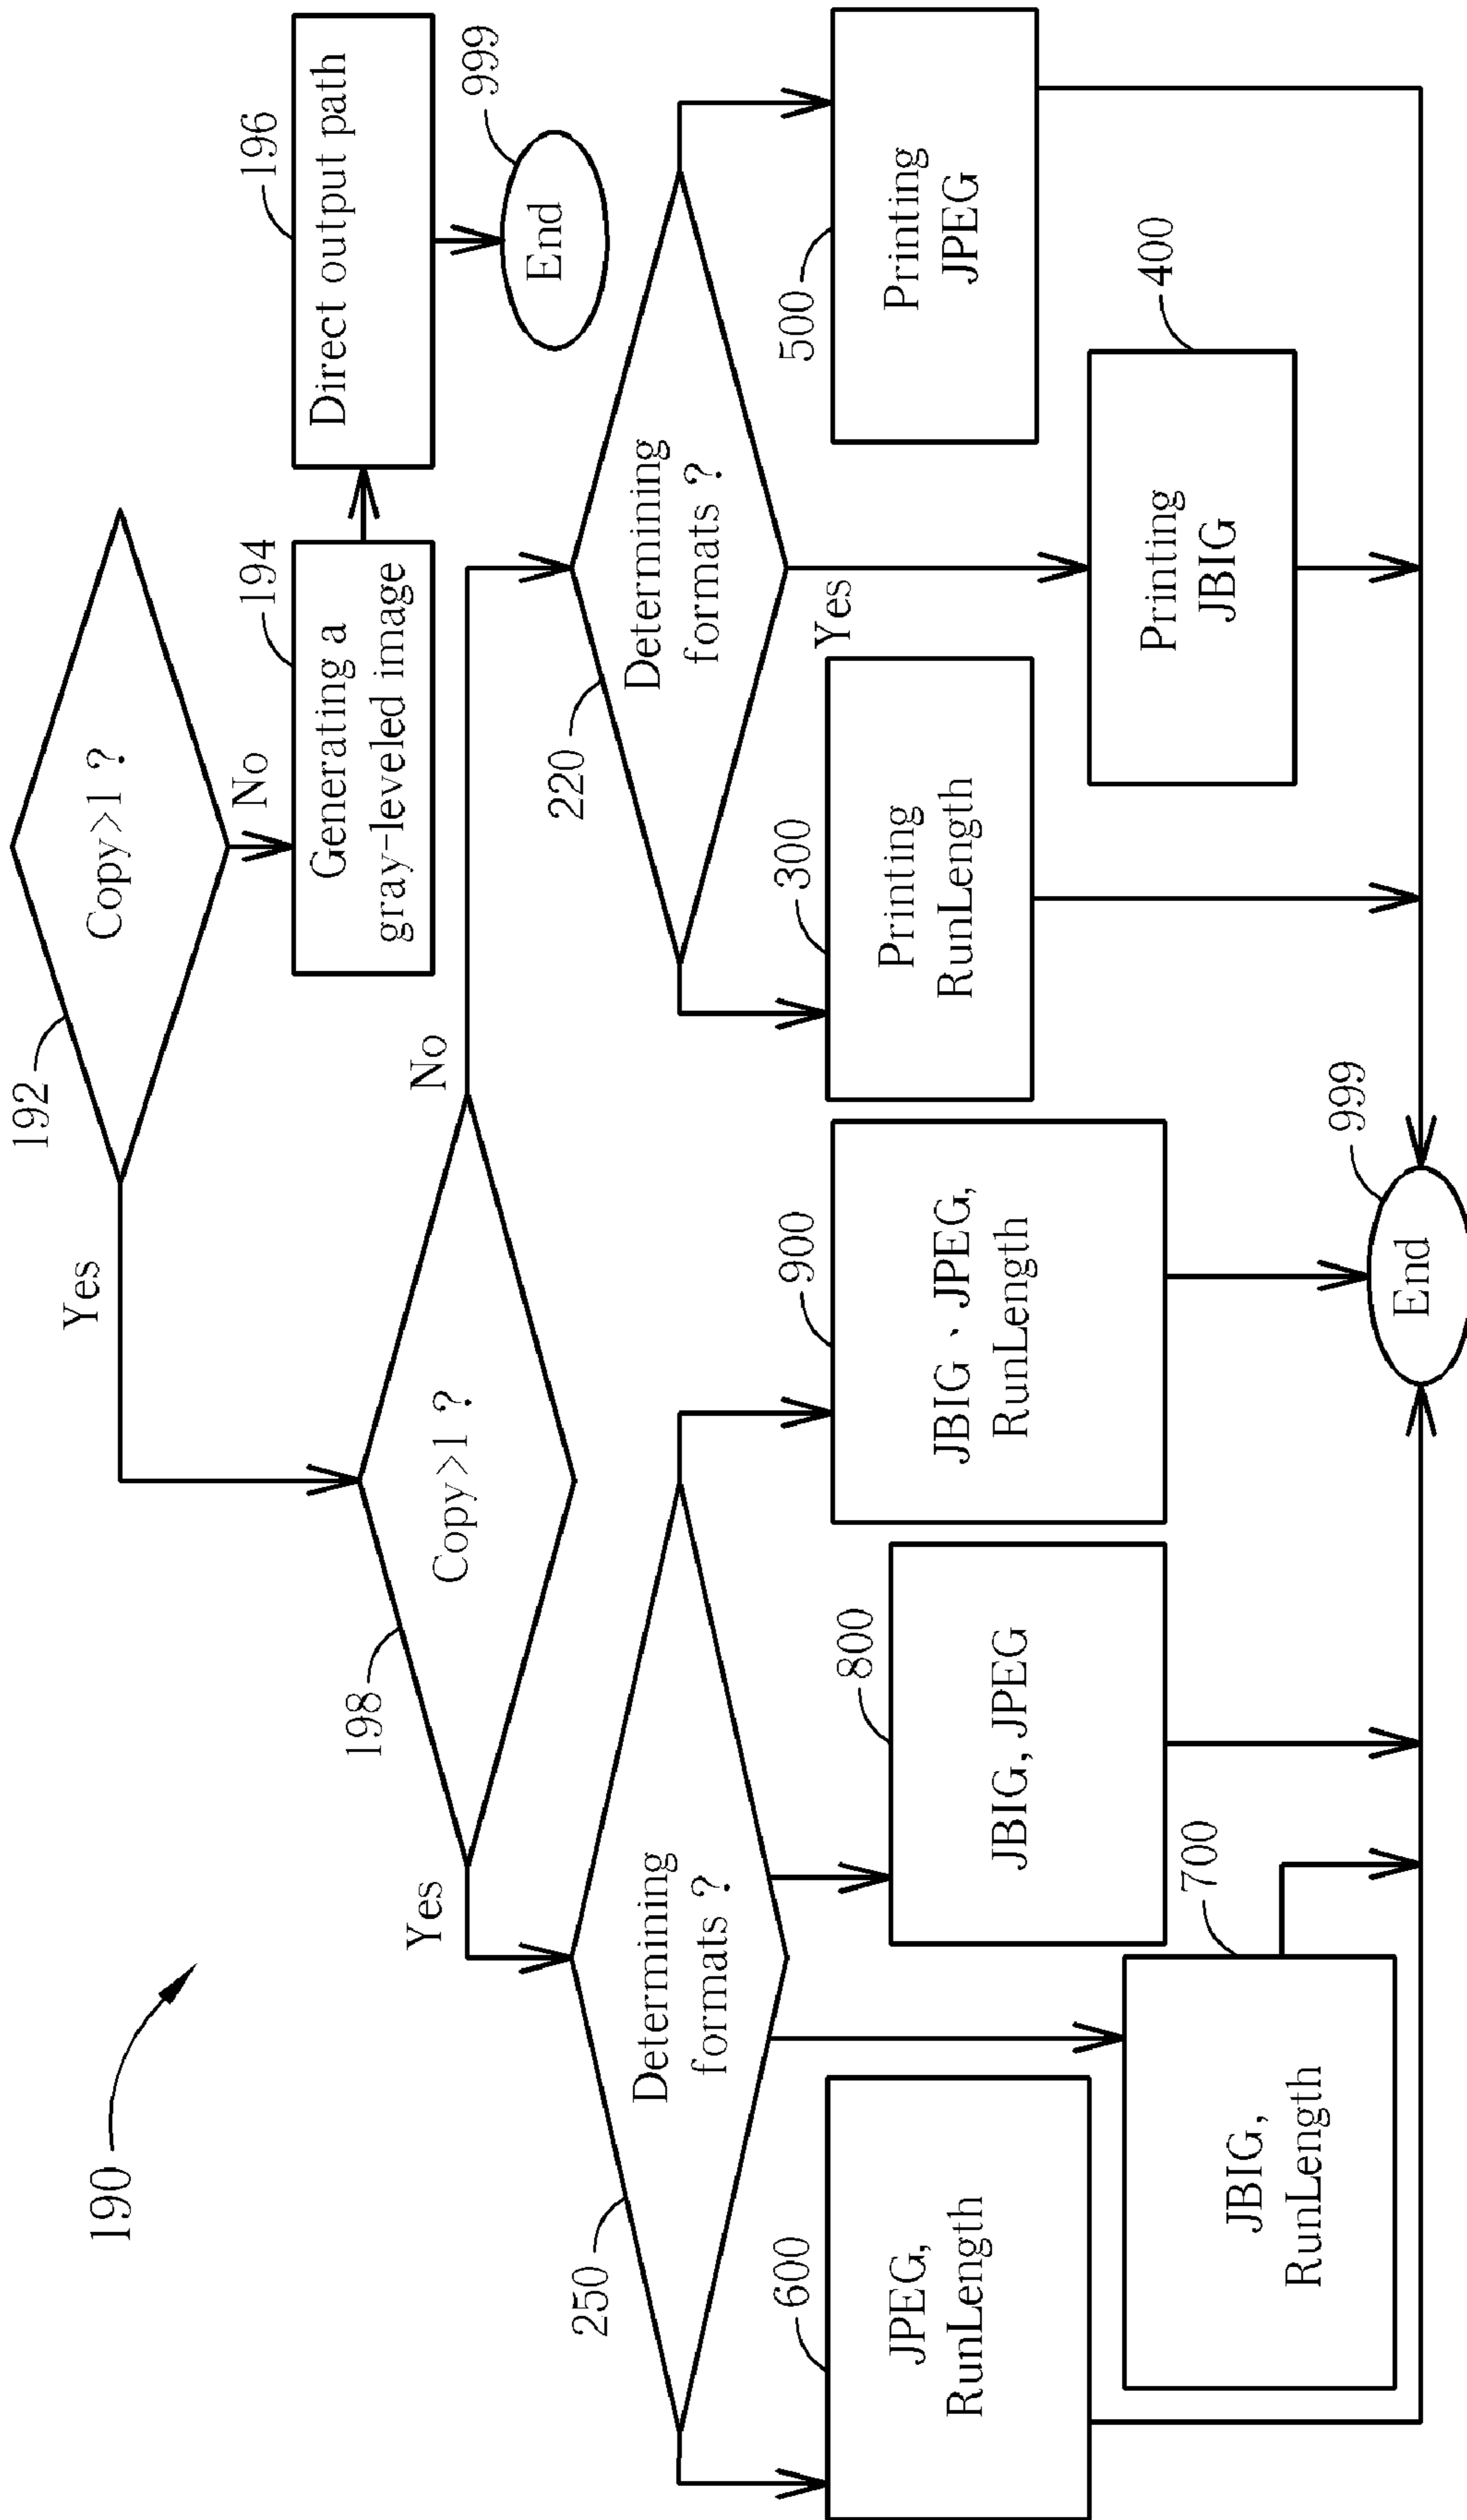 190
192
Copy>1 ?
Yes
No
194
Generating a
gray-leveled image
196
Direct output path
999
End
198
Copy>1 ?
Yes
No
250
Determining
formats ?
220
Determining
formats ?
Yes
600
JPEG,
RunLength
700
JBIG,
RunLength
800
JBIG, JPEG
900
JBIG、JPEG,
RunLength
300
Printing
RunLength
400
Printing
JBIG
500
Printing
JPEG
999
End